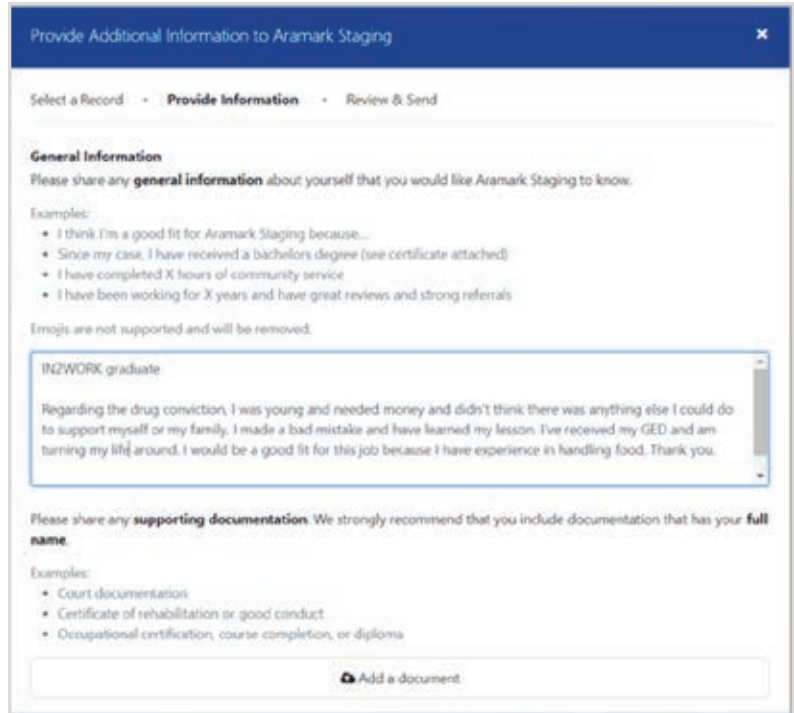 Provide Additional Information to Aramark Staging ×
Select a Record • Provide Information • Review & Send
General Information
Please share any general information about yourself that you would like Aramark Staging to know.
Examples:
• I think I'm a good fit for Aramark Staging because...
• Since my case, I have received a bachelors degree (see certificate attached)
• I have completed X hours of community service
• I have been working for X years and have great reviews and strong referrals
Emojis are not supported and will be removed.
IN2WORK graduate
Regarding the drug conviction, I was young and needed money and didn't think there was anything else I could do
to support myself or my family. I made a bad mistake and have learned my lesson. I've received my GED and am
turning my life around. I would be a good fit for this job because I have experience in handling food. Thank you.
Please share any supporting documentation. We strongly recommend that you include documentation that has your full
name.
Examples:
• Court documentation
• Certificate of rehabilitation or good conduct
• Occupational certification, course completion, or diploma
Add a document